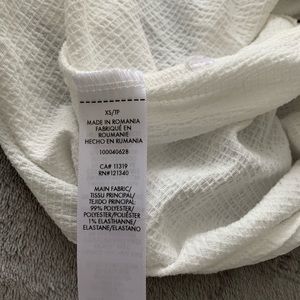 XS/TP
MADE IN ROMANIA
FABRIQUÉ EN
ROUMANIE
HECHO EN RUMANIA
100040628
CA# 11319
RN#121340
MAIN FABRIC/
TISSU PRINCIPAL/
TEJIDO PRINCIPAL:
99% POLYESTER/
POLYESTER/POLIÉSTER
1% ELASTHANNE/
ELASTANE/ELASTANO